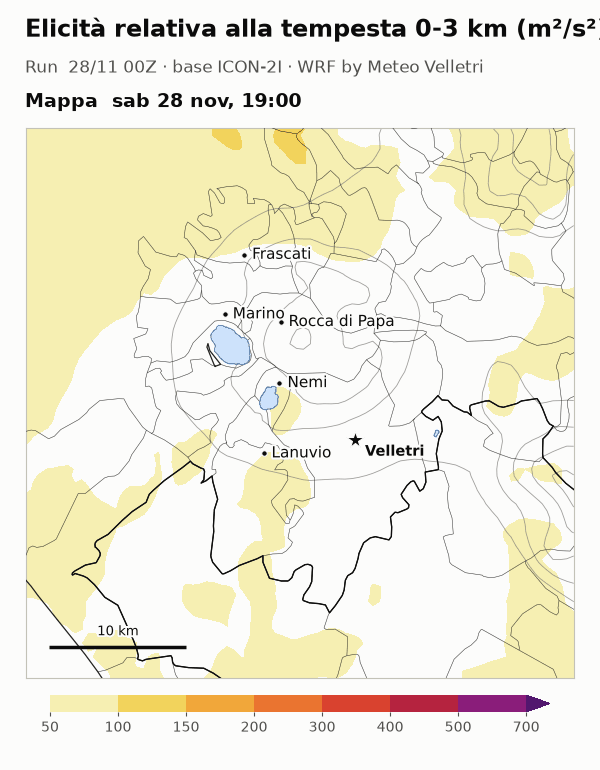 Elicità relativa alla tempesta 0-3 km (m²/s²)
Run  28/11 00Z · base ICON-2I · WRF by Meteo Velletri
Mappa  sab 28 nov, 19:00
Frascati
Marino
Rocca di Papa
Nemi
Velletri
Lanuvio
10 km
50 100 150 200 300 400 500 700